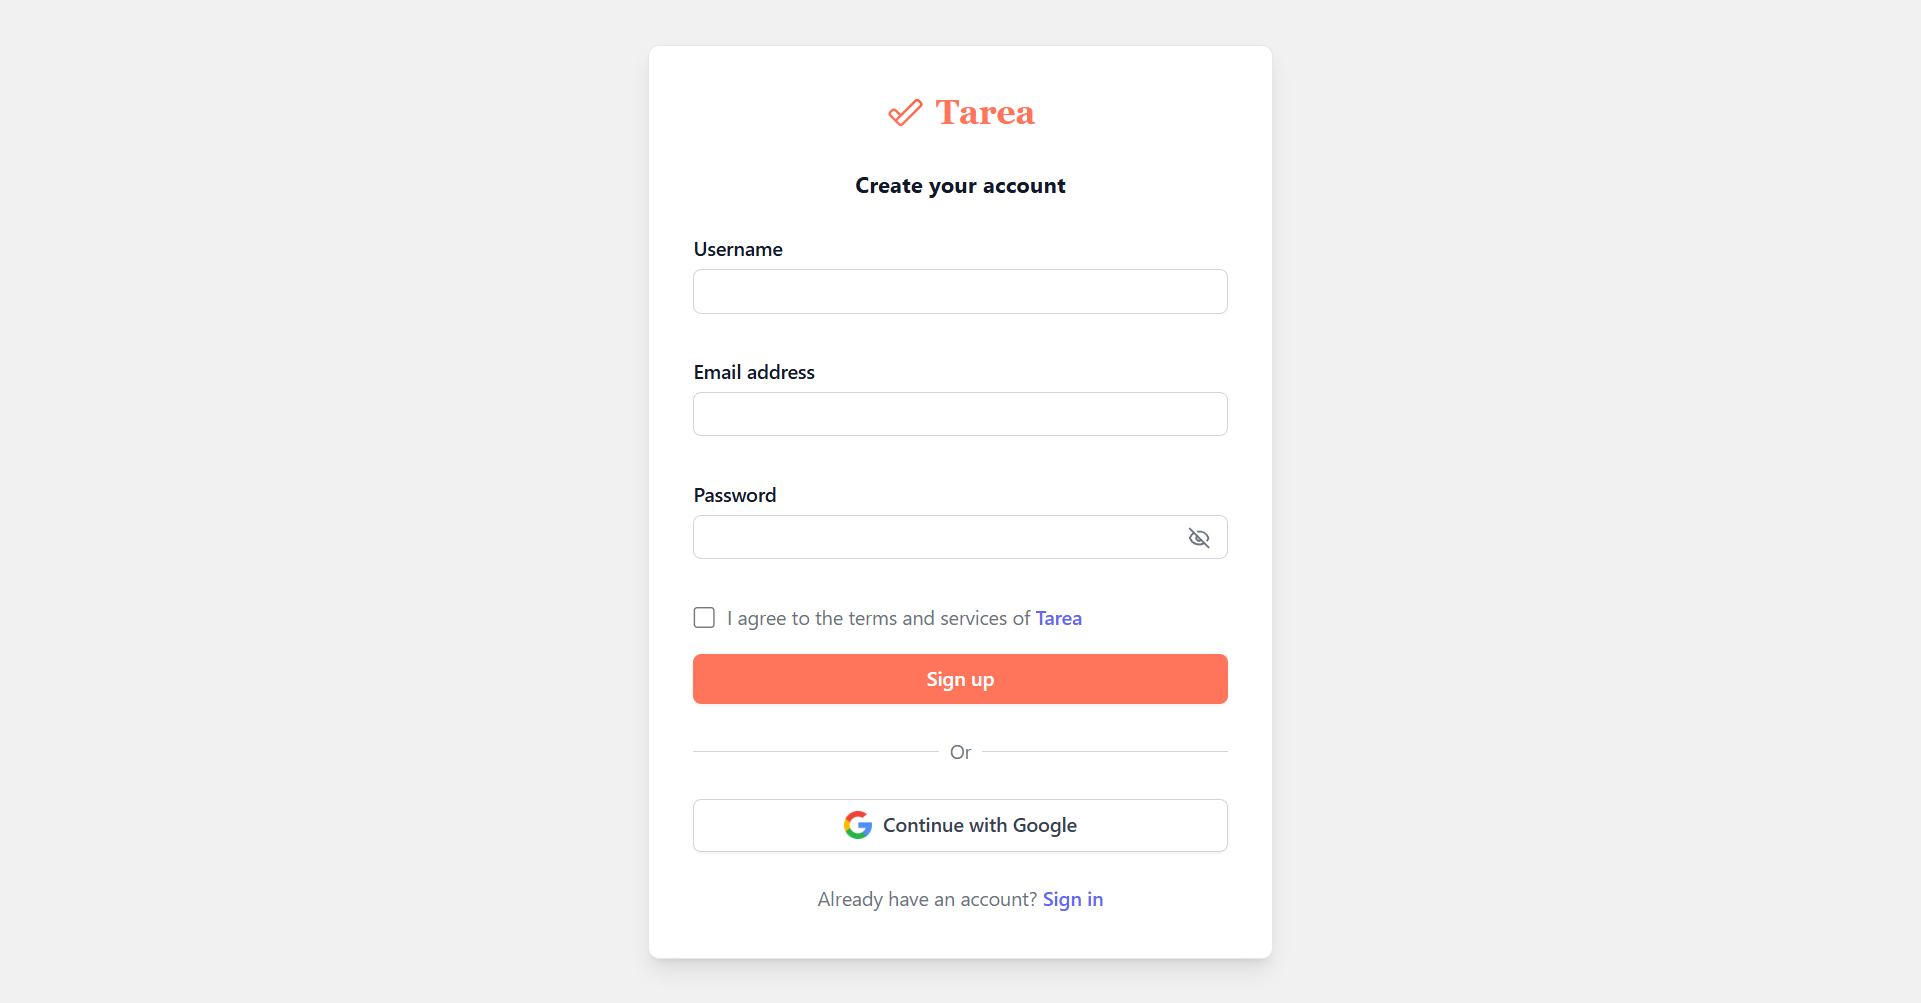 Tarea
Create your account
Username
Email address
Password
I agree to the terms and services of Tarea
Sign up
Or
Continue with Google
Already have an account? Sign in